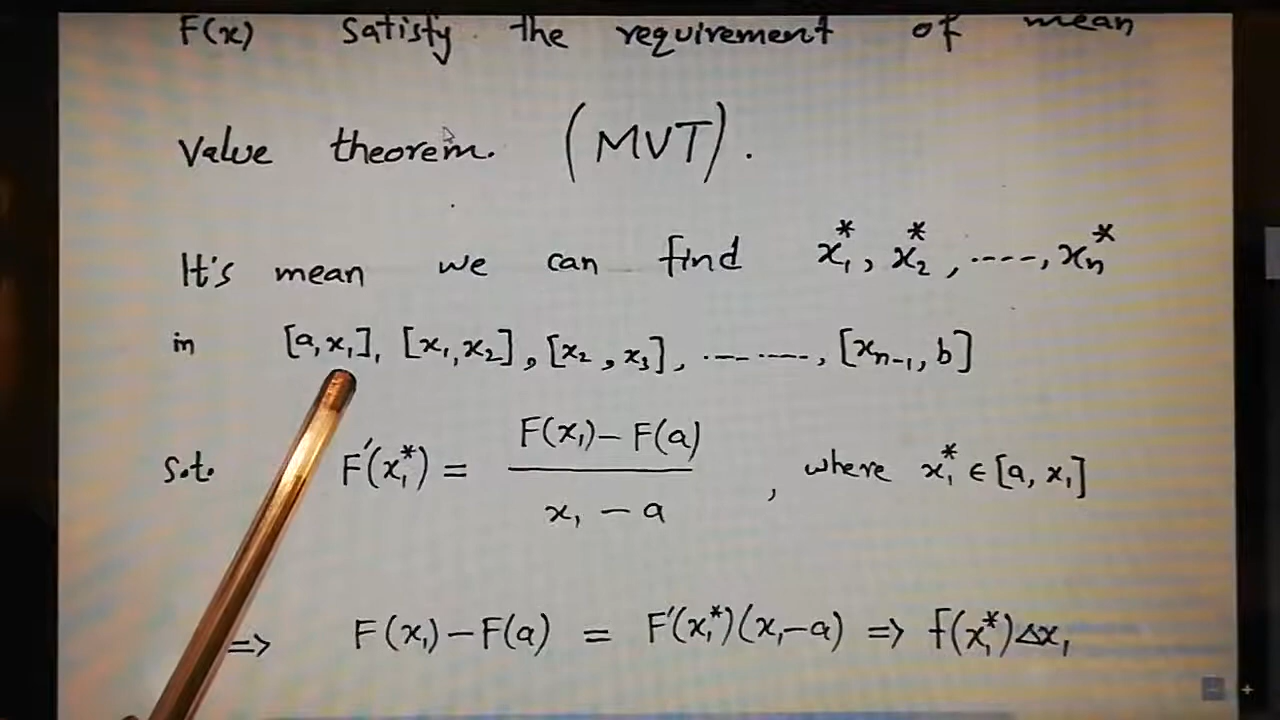 F(x) satisfy the requirement of mean
Value theorem. (MVT).
It's mean we can find x₁*, x₂*, ----, xₙ*
in [a, x₁], [x₁, x₂], [x₂, x₃], -------, [xₙ₋₁, b]
s.t. F'(x₁*) = (F(x₁) – F(a)) / (x₁ – a), where x₁* ∈ [a, x₁]
=> F(x₁) – F(a) = F'(x₁*)(x₁-a) => f(x₁*)Δx₁